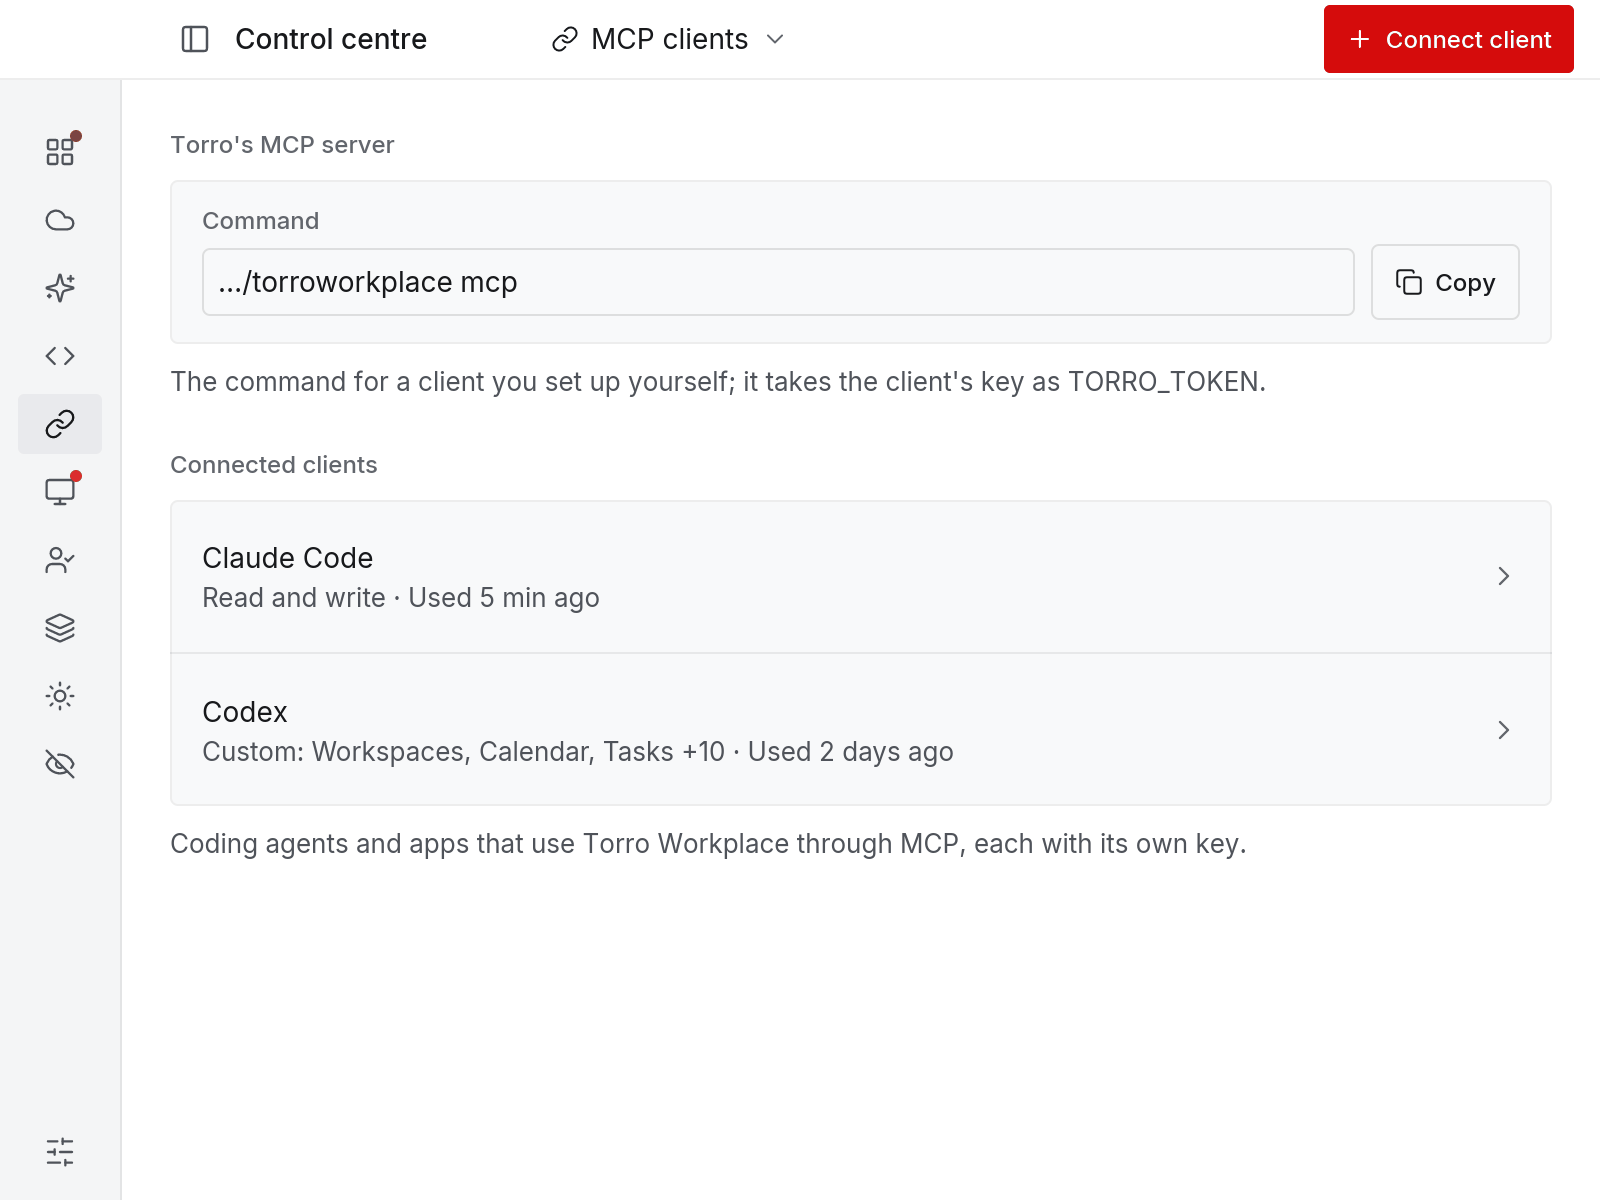 Control centre
MCP clients
Connect client
Torro's MCP server
Command
.../torroworkplace mcp
Copy
The command for a client you set up yourself; it takes the client's key as TORRO_TOKEN.
Connected clients
Claude Code
Read and write · Used 5 min ago
Codex
Custom: Workspaces, Calendar, Tasks +10 · Used 2 days ago
Coding agents and apps that use Torro Workplace through MCP, each with its own key.